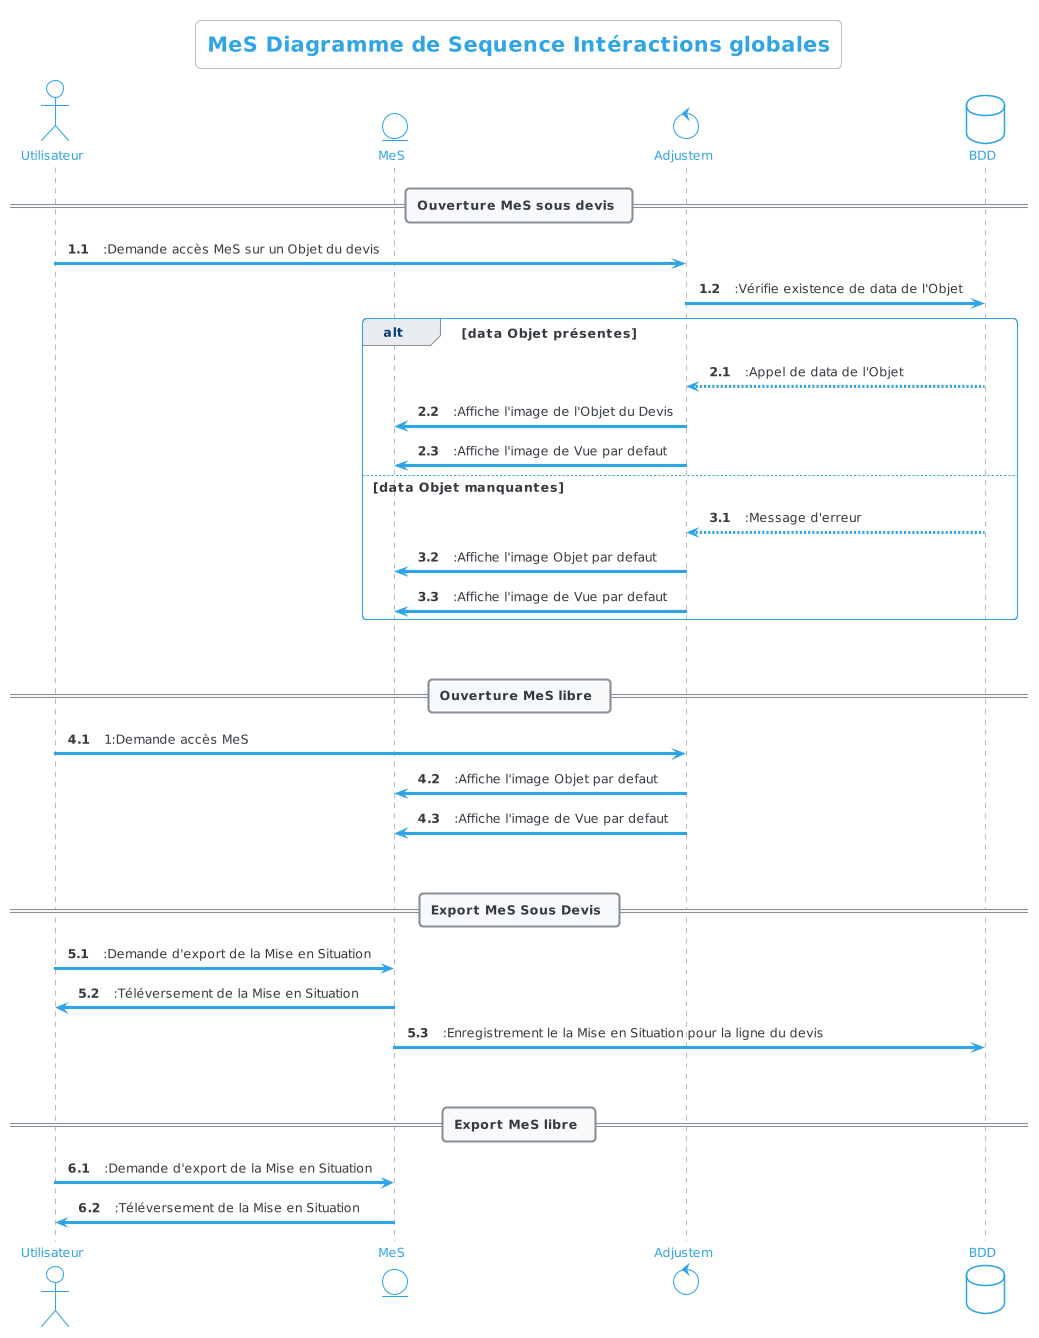 MeS Diagramme de Sequence Intéractions globales
Utilisateur
MeS
Adjustem
BDD
Ouverture MeS sous devis
1.1 :Demande accès MeS sur un Objet du devis
1.2 :Vérifie existence de data de l'Objet
alt [data Objet présentes]
2.1 :Appel de data de l'Objet
2.2 :Affiche l'image de l'Objet du Devis
2.3 :Affiche l'image de Vue par defaut
[data Objet manquantes]
3.1 :Message d'erreur
3.2 :Affiche l'image Objet par defaut
3.3 :Affiche l'image de Vue par defaut
Ouverture MeS libre
4.1 1:Demande accès MeS
4.2 :Affiche l'image Objet par defaut
4.3 :Affiche l'image de Vue par defaut
Export MeS Sous Devis
5.1 :Demande d'export de la Mise en Situation
5.2 :Téléversement de la Mise en Situation
5.3 :Enregistrement le la Mise en Situation pour la ligne du devis
Export MeS libre
6.1 :Demande d'export de la Mise en Situation
6.2 :Téléversement de la Mise en Situation
Utilisateur
MeS
Adjustem
BDD